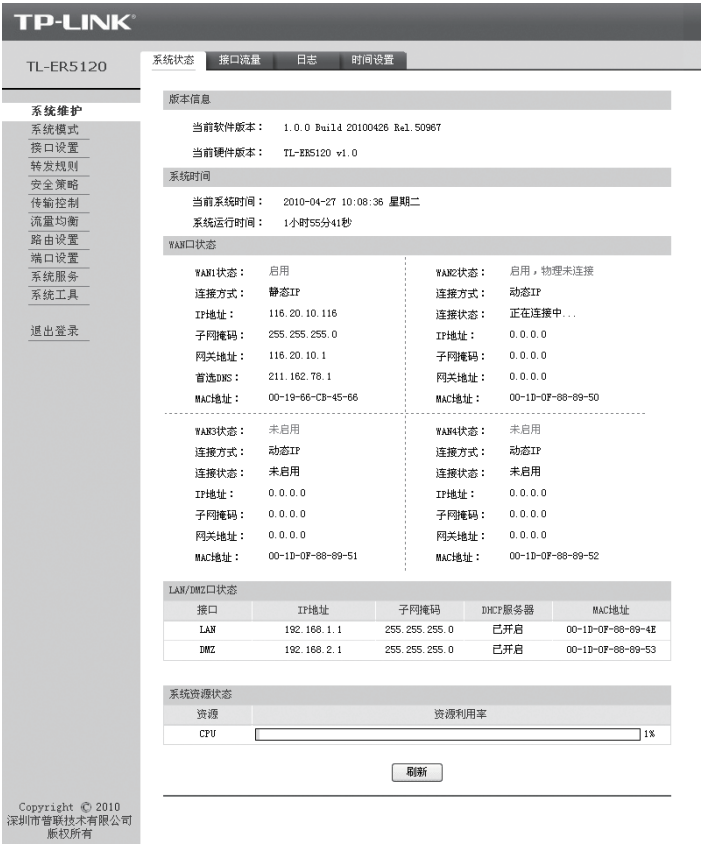 TP-LINK®
TL-ER5120
系统状态 接口流量 日志 时间设置
系统维护
系统模式
接口设置
转发规则
安全策略
传输控制
流量均衡
路由设置
端口设置
系统服务
系统工具
退出登录
版本信息
当前软件版本： 1.0.0 Build 20100426 Rel.50967
当前硬件版本： TL-ER5120 v1.0
系统时间
当前系统时间： 2010-04-27 10:08:36 星期二
系统运行时间： 1小时55分41秒
WAN口状态
WAN1状态： 启用
连接方式： 静态IP
IP地址： 116.20.10.116
子网掩码： 255.255.255.0
网关地址： 116.20.10.1
首选DNS： 211.162.78.1
MAC地址： 00-19-66-CB-45-66
WAN2状态： 启用，物理未连接
连接方式： 动态IP
连接状态： 正在连接中...
IP地址： 0.0.0.0
子网掩码： 0.0.0.0
网关地址： 0.0.0.0
MAC地址： 00-1D-0F-88-89-50
WAN3状态： 未启用
连接方式： 动态IP
连接状态： 未启用
IP地址： 0.0.0.0
子网掩码： 0.0.0.0
网关地址： 0.0.0.0
MAC地址： 00-1D-0F-88-89-51
WAN4状态： 未启用
连接方式： 动态IP
连接状态： 未启用
IP地址： 0.0.0.0
子网掩码： 0.0.0.0
网关地址： 0.0.0.0
MAC地址： 00-1D-0F-88-89-52
LAN/DMZ口状态
接口 IP地址 子网掩码 DHCP服务器 MAC地址
LAN 192.168.1.1 255.255.255.0 已开启 00-1D-0F-88-89-4E
DMZ 192.168.2.1 255.255.255.0 已开启 00-1D-0F-88-89-53
系统资源状态
资源 资源利用率
CPU 1%
刷新
Copyright © 2010
深圳市普联技术有限公司
版权所有